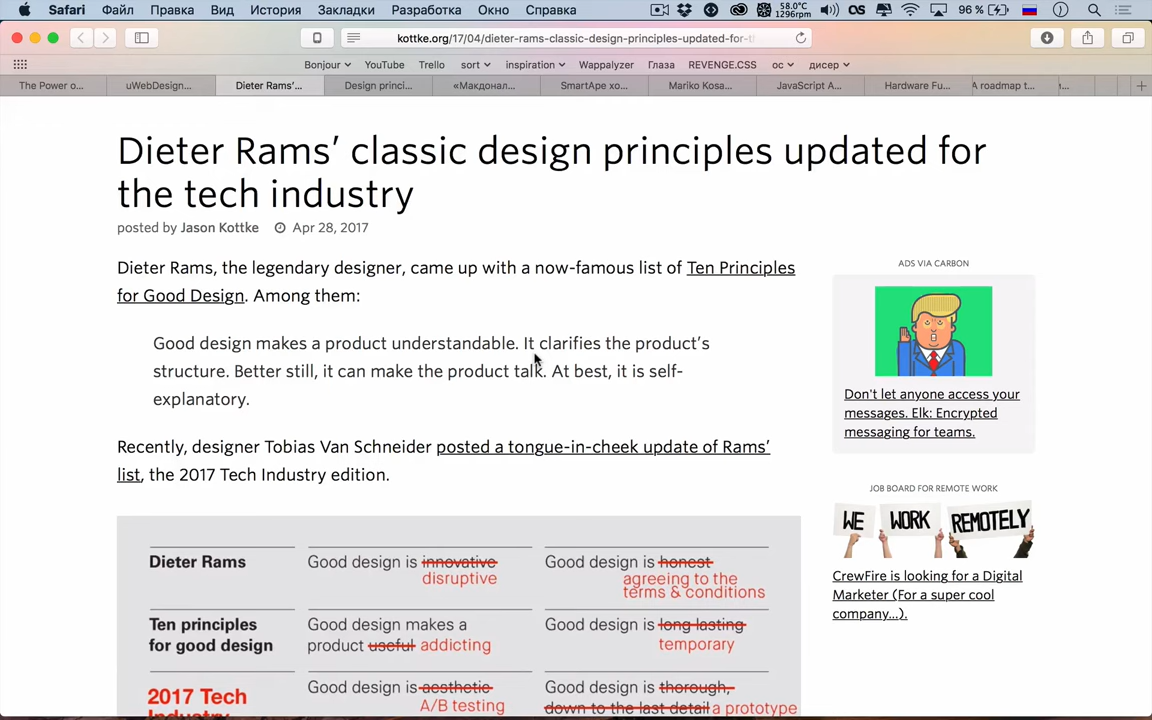 Safari Файл Правка Вид История Закладки Разработка Окно Справка 58.0°C 1296rpm 96 %
kottke.org/17/04/dieter-rams-classic-design-principles-updated-for-
Bonjour YouTube Trello sort inspiration Wappalyzer Глаза REVENGE.CSS ос дисер
The Power o... uWebDesign... Dieter Rams'... Design princi... «Макдонал... SmartApe хо... Mariko Kosa... JavaScript A... Hardware Fu... A roadmap t...
Dieter Rams’ classic design principles updated for
the tech industry
posted by Jason Kottke Apr 28, 2017
Dieter Rams, the legendary designer, came up with a now-famous list of Ten Principles
for Good Design. Among them:
Good design makes a product understandable. It clarifies the product’s
structure. Better still, it can make the product talk. At best, it is self-
explanatory.
Recently, designer Tobias Van Schneider posted a tongue-in-cheek update of Rams’
list, the 2017 Tech Industry edition.
ADS VIA CARBON
Don't let anyone access your
messages. Elk: Encrypted
messaging for teams.
JOB BOARD FOR REMOTE WORK
WE WORK REMOTELY
CrewFire is looking for a Digital
Marketer (For a super cool
company...).
Dieter Rams Good design is innovative Good design is honest
disruptive agreeing to the
terms & conditions
Ten principles Good design makes a Good design is long lasting
for good design product useful addicting temporary
2017 Tech Good design is aesthetic Good design is thorough,
Industry A/B testing down to the last detail a prototype